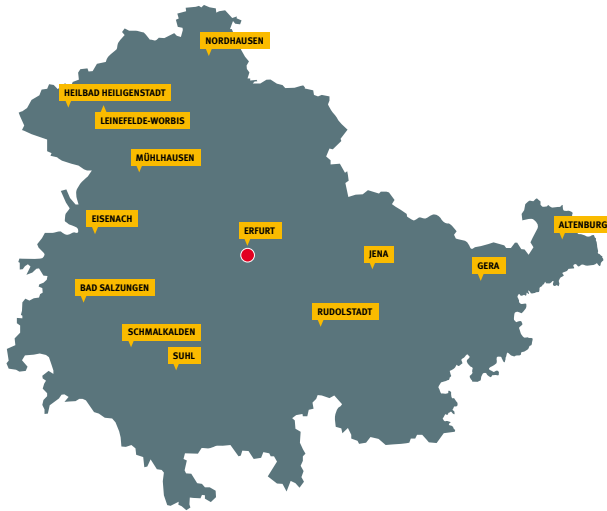 NORDHAUSEN
HEILBAD HEILIGENSTADT
LEINEFELDE-WORBIS
MÜHLHAUSEN
EISENACH
ALTENBURG
ERFURT
JENA
GERA
BAD SALZUNGEN
RUDOLSTADT
SCHMALKALDEN
SUHL